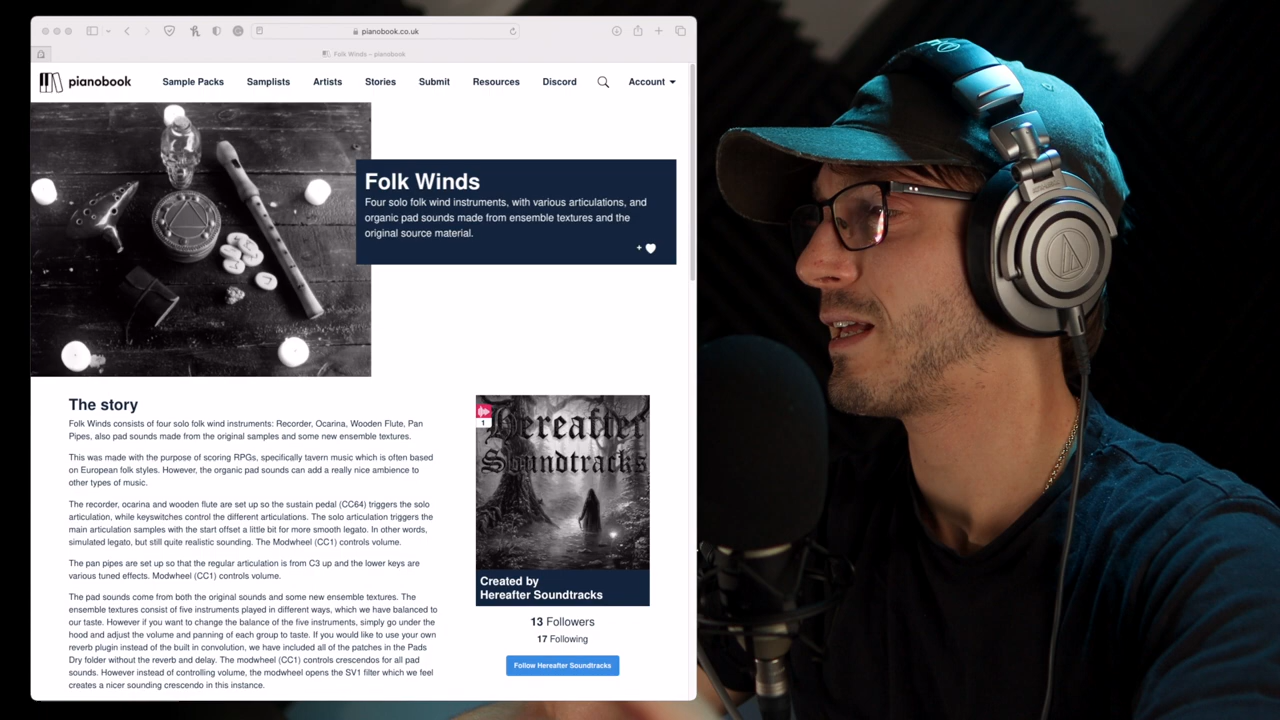 pianobook.co.uk
Folk Winds – pianobook
pianobook
Sample Packs
Samplists
Artists
Stories
Submit
Resources
Discord
Account
Folk Winds
Four solo folk wind instruments, with various articulations, and
organic pad sounds made from ensemble textures and the
original source material.
+
The story
Folk Winds consists of four solo folk wind instruments: Recorder, Ocarina, Wooden Flute, Pan
Pipes, also pad sounds made from the original samples and some new ensemble textures.
This was made with the purpose of scoring RPGs, specifically tavern music which is often based
on European folk styles. However, the organic pad sounds can add a really nice ambience to
other types of music.
The recorder, ocarina and wooden flute are set up so the sustain pedal (CC64) triggers the solo
articulation, while keyswitches control the different articulations. The solo articulation triggers the
main articulation samples with the start offset a little bit for more smooth legato. In other words,
simulated legato, but still quite realistic sounding. The Modwheel (CC1) controls volume.
The pan pipes are set up so that the regular articulation is from C3 up and the lower keys are
various tuned effects. Modwheel (CC1) controls volume.
The pad sounds come from both the original sounds and some new ensemble textures. The
ensemble textures consist of five instruments played in different ways, which we have balanced to
our taste. However if you want to change the balance of the five instruments, simply go under the
hood and adjust the volume and panning of each group to taste. If you would like to use your own
reverb plugin instead of the built in convolution, we have included all of the patches in the Pads
Dry folder without the reverb and delay. The modwheel (CC1) controls crescendos for all pad
sounds. However instead of controlling volume, the modwheel opens the SV1 filter which we feel
creates a nicer sounding crescendo in this instance.
1
Hereafter
Soundtracks
Created by
Hereafter Soundtracks
13 Followers
17 Following
Follow Hereafter Soundtracks